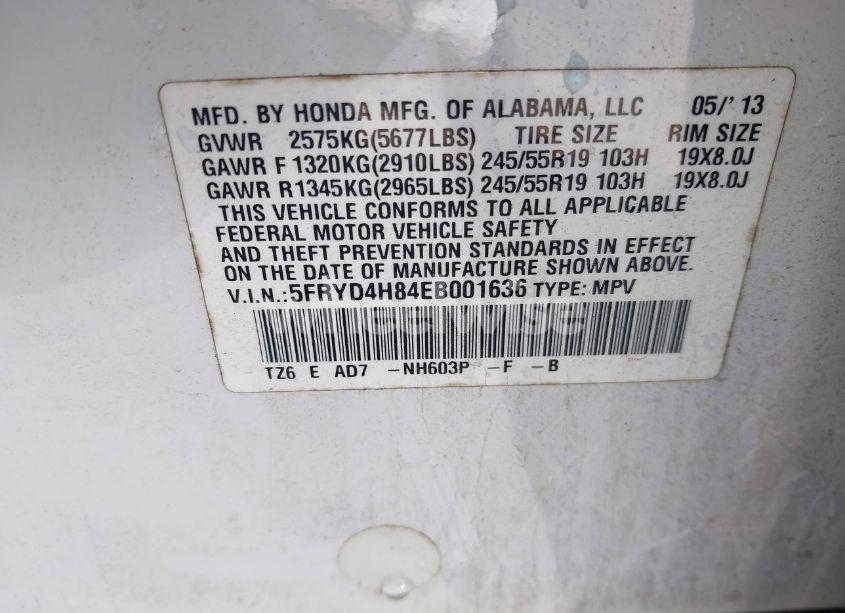 MFD. BY HONDA MFG. OF ALABAMA, LLC 05/' 13
GVWR 2575KG(5677LBS) TIRE SIZE RIM SIZE
GAWR F 1320KG(2910LBS) 245/55R19 103H 19X8.0J
GAWR R1345KG(2965LBS) 245/55R19 103H 19X8.0J
THIS VEHICLE CONFORMS TO ALL APPLICABLE
FEDERAL MOTOR VEHICLE SAFETY
AND THEFT PREVENTION STANDARDS IN EFFECT
ON THE DATE OF MANUFACTURE SHOWN ABOVE.
V.I.N.:5FRYD4H84EB001636 TYPE: MPV
TZ6 E AD7 -NH603P -F -B